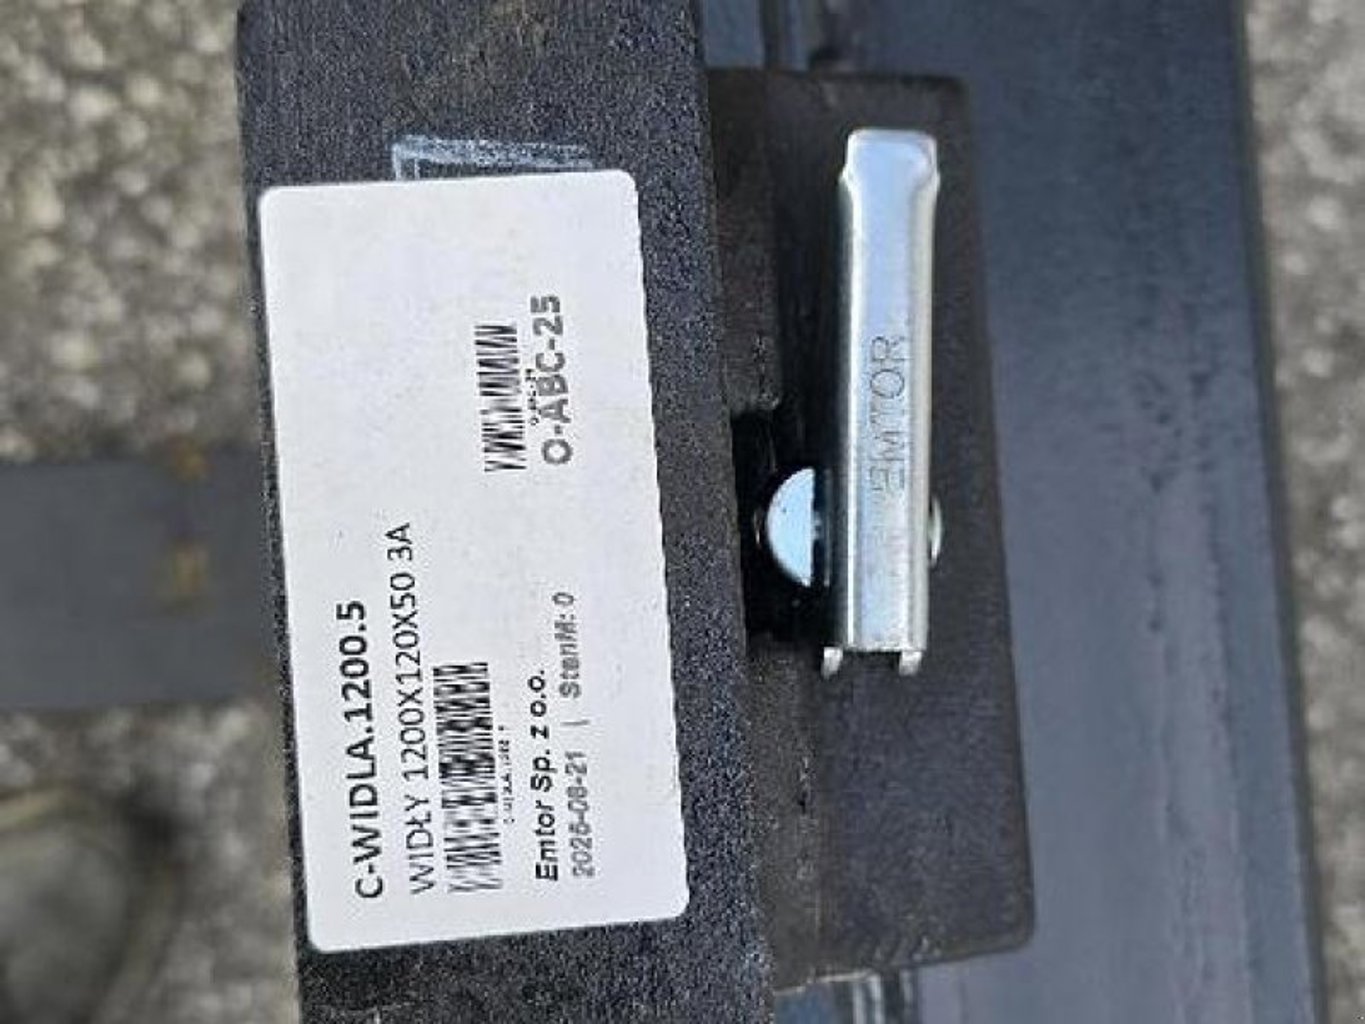 C-WIDLA.1200.5
WIDŁY 1200X120X50 3A
O-ABC-25
Emtor Sp. z o.o.
2025-08-21 | StanM: 0
EMTOR